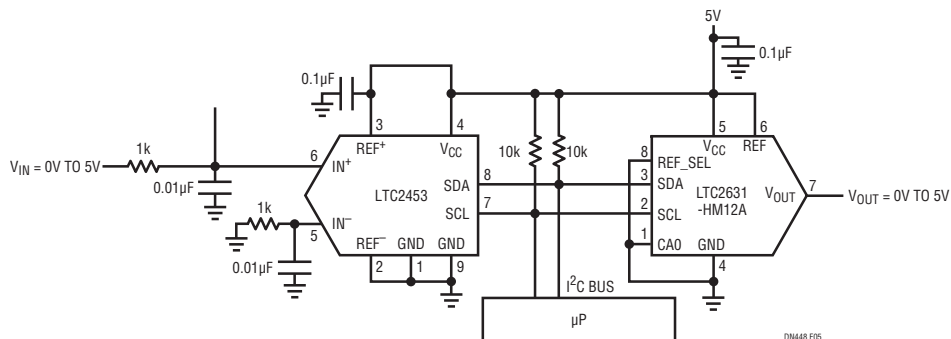 5V
0.1µF
0.1µF
3
4
5
6
1k
REF+
VCC
10k
10k
VCC
REF
8
REF_SEL
VIN = 0V TO 5V
6
IN+
LTC2453
SDA
8
3
SDA
LTC2631
-HM12A
VOUT
7
VOUT = 0V TO 5V
0.01µF
SCL
7
2
SCL
1k
IN–
5
REF–
GND
GND
1
CA0
GND
0.01µF
2
1
9
4
I2C BUS
µP
DN448 F05